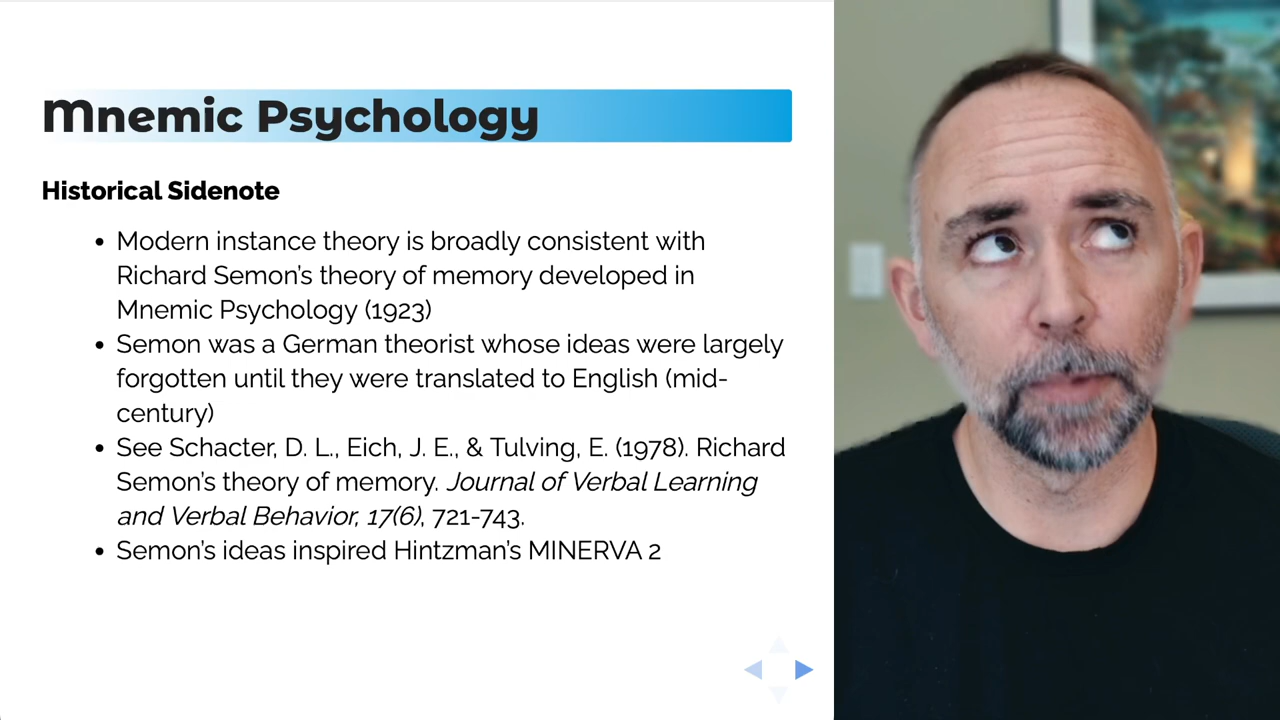 Mnemic Psychology
Historical Sidenote
• Modern instance theory is broadly consistent with
Richard Semon's theory of memory developed in
Mnemic Psychology (1923)
• Semon was a German theorist whose ideas were largely
forgotten until they were translated to English (mid-
century)
• See Schacter, D. L., Eich, J. E., & Tulving, E. (1978). Richard
Semon's theory of memory. Journal of Verbal Learning
and Verbal Behavior, 17(6), 721-743.
• Semon's ideas inspired Hintzman's MINERVA 2